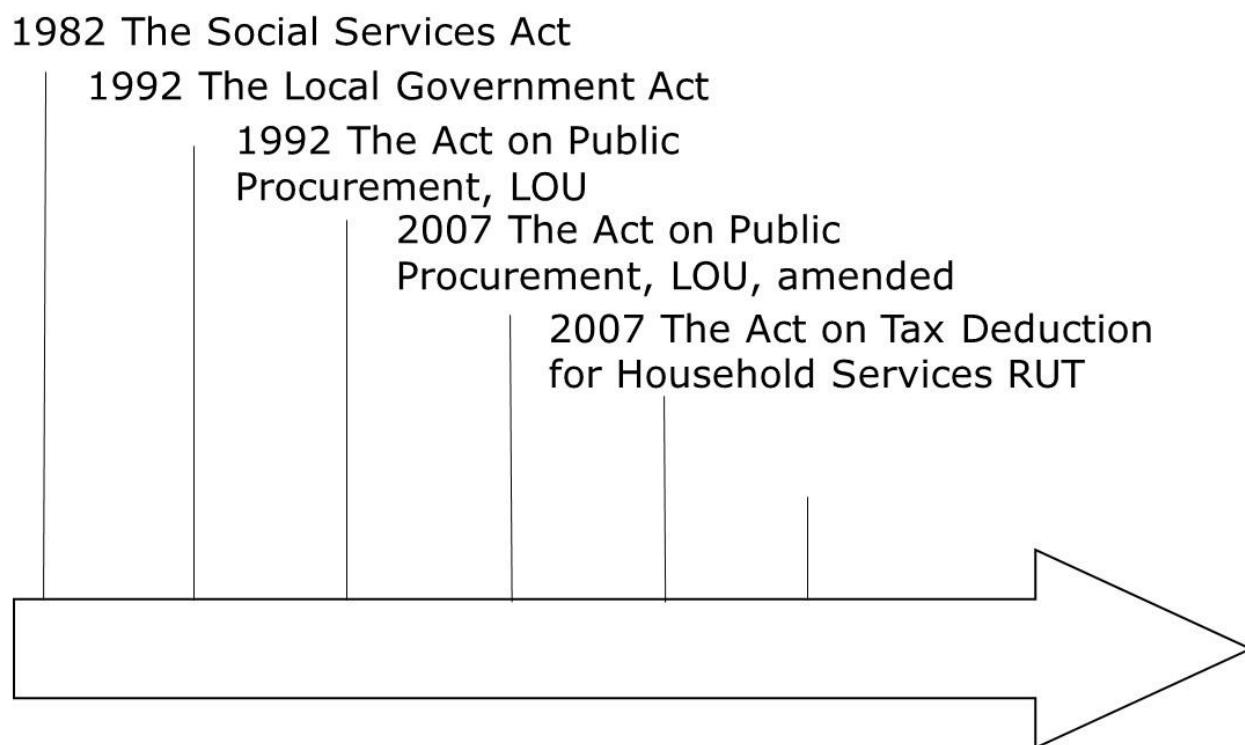 1982 The Social Services Act
1992 The Local Government Act
1992 The Act on Public
Procurement, LOU
2007 The Act on Public
Procurement, LOU, amended
2007 The Act on Tax Deduction
for Household Services RUT